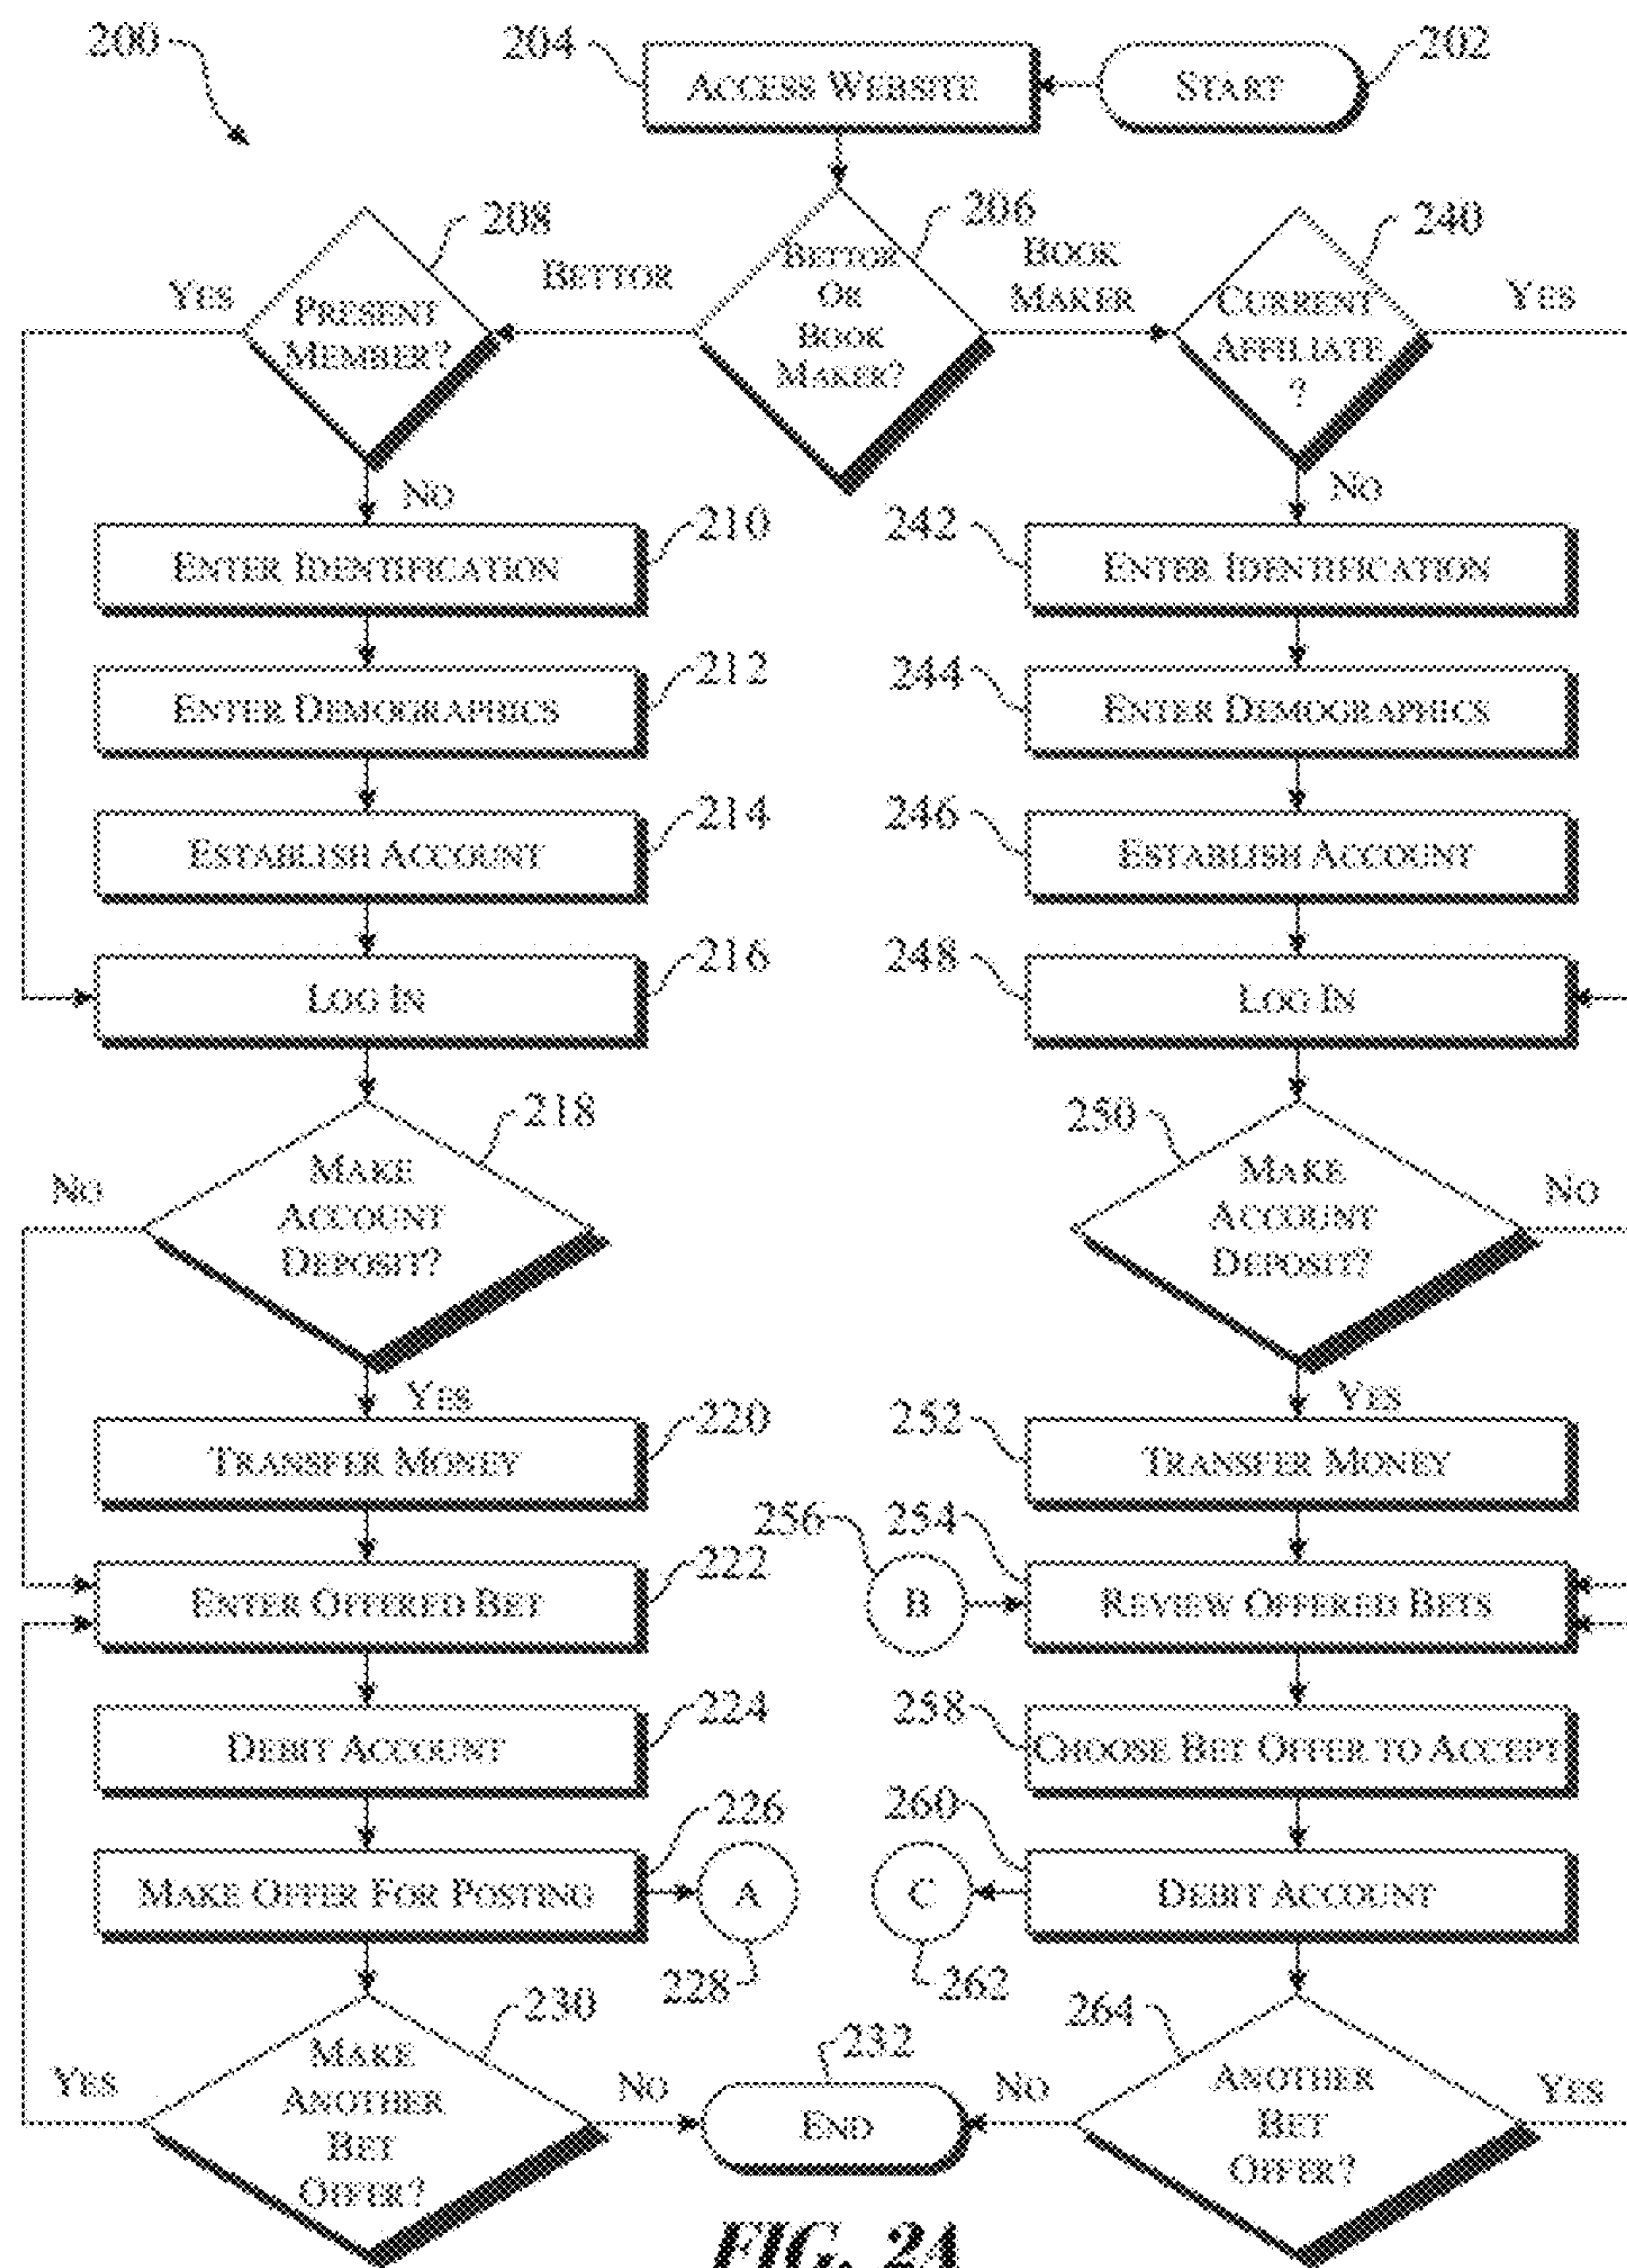 200
204
ACCESS WEBSITE
START
202
208
206
240
YES
PRESENT
MEMBER?
BETTOR
BETTOR
OR
BOOK
MAKER?
BOOK
MAKER
CURRENT
AFFILIATE
?
YES
NO
NO
ENTER IDENTIFICATION
210
242
ENTER IDENTIFICATION
ENTER DEMOGRAPHICS
212
244
ENTER DEMOGRAPHICS
ESTABLISH ACCOUNT
214
246
ESTABLISH ACCOUNT
LOG IN
216
248
LOG IN
218
250
NO
MAKE
ACCOUNT
DEPOSIT?
MAKE
ACCOUNT
DEPOSIT?
NO
YES
YES
TRANSFER MONEY
220
252
TRANSFER MONEY
256
254
ENTER OFFERED BET
222
B
REVIEW OFFERED BETS
DEBIT ACCOUNT
224
258
CHOOSE BET OFFER TO ACCEPT
226
260
MAKE OFFER FOR POSTING
A
C
DEBIT ACCOUNT
228
262
230
232
264
YES
MAKE
ANOTHER
BET
OFFER?
NO
END
NO
ANOTHER
BET
OFFER?
YES
FIG. 2A